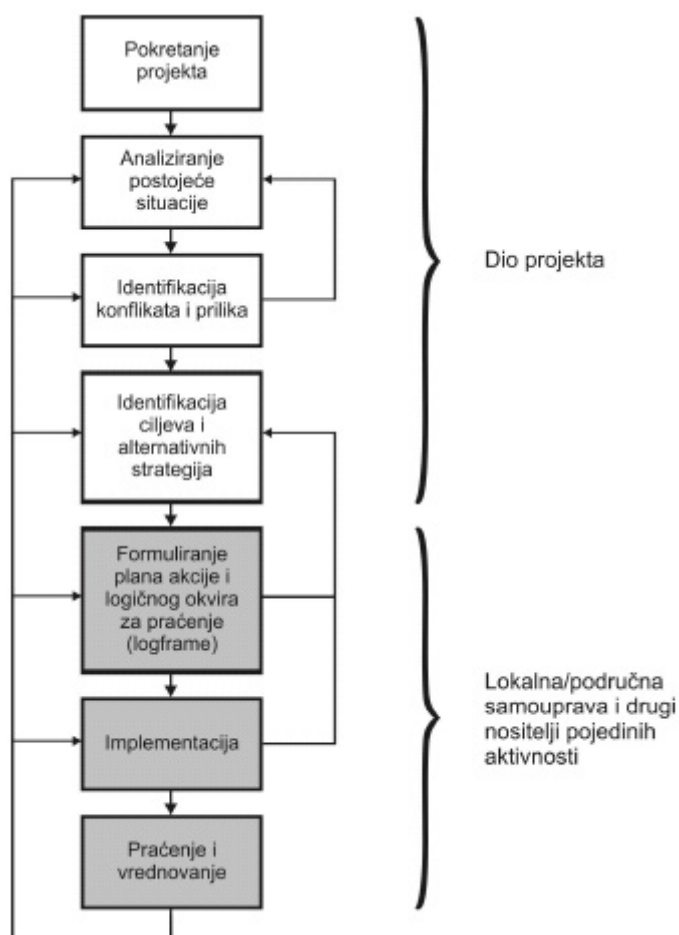 Pokretanje
projekta
Analiziranje
postojeće
situacije
Identifikacija
konflikata i prilika
Dio projekta
Identifikacija
ciljeva i
alternativnih
strategija
Formuliranje
plana akcije i
logičnog okvira
za praćenje
(logframe)
Implementacija
Lokalna/područna
samouprava i drugi
nositelji pojedinih
aktivnosti
Praćenje i
vrednovanje